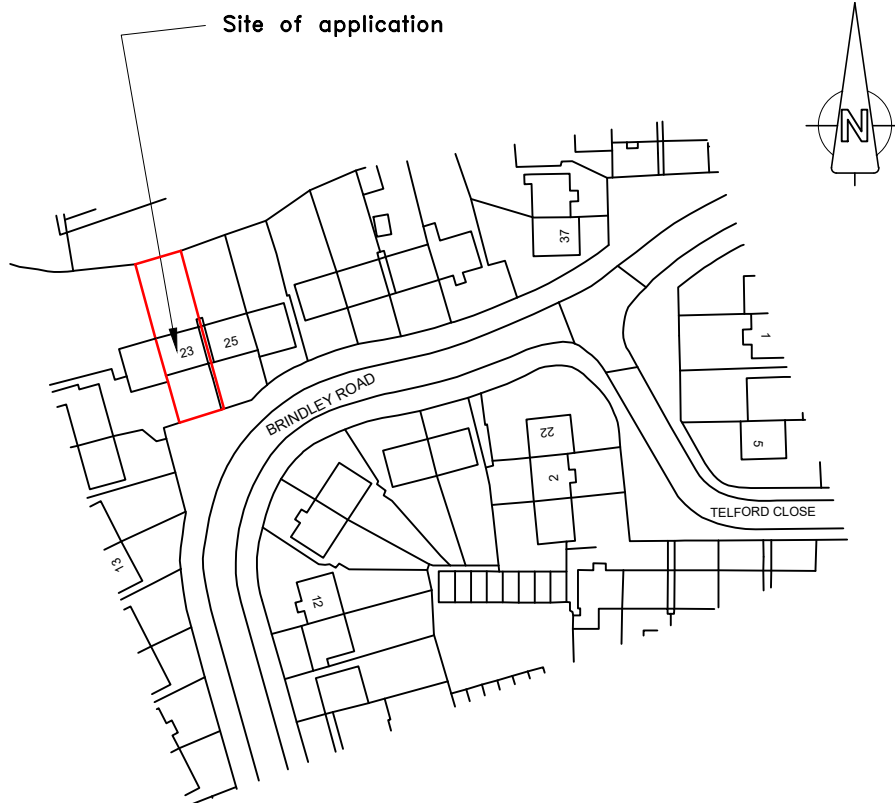 Site of application
N
37
1
23
25
BRINDLEY ROAD
5
22
2
TELFORD CLOSE
13
12